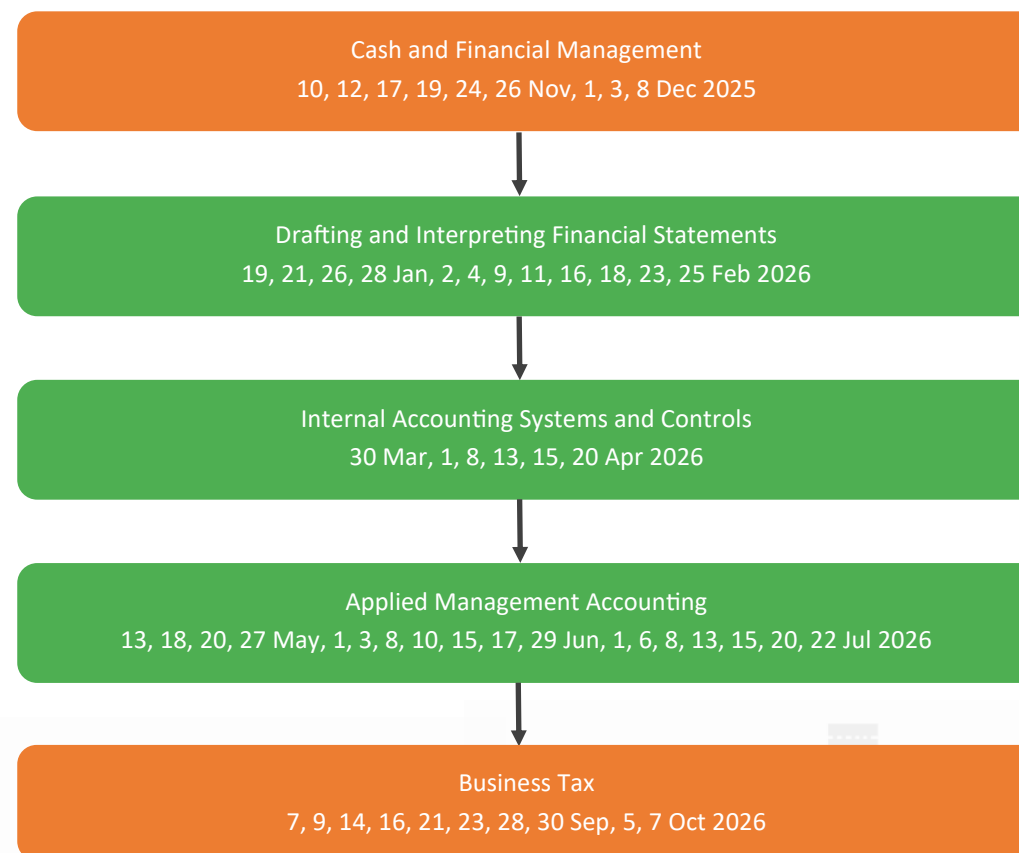 Cash and Financial Management
10, 12, 17, 19, 24, 26 Nov, 1, 3, 8 Dec 2025
Drafting and Interpreting Financial Statements
19, 21, 26, 28 Jan, 2, 4, 9, 11, 16, 18, 23, 25 Feb 2026
Internal Accounting Systems and Controls
30 Mar, 1, 8, 13, 15, 20 Apr 2026
Applied Management Accounting
13, 18, 20, 27 May, 1, 3, 8, 10, 15, 17, 29 Jun, 1, 6, 8, 13, 15, 20, 22 Jul 2026
Business Tax
7, 9, 14, 16, 21, 23, 28, 30 Sep, 5, 7 Oct 2026